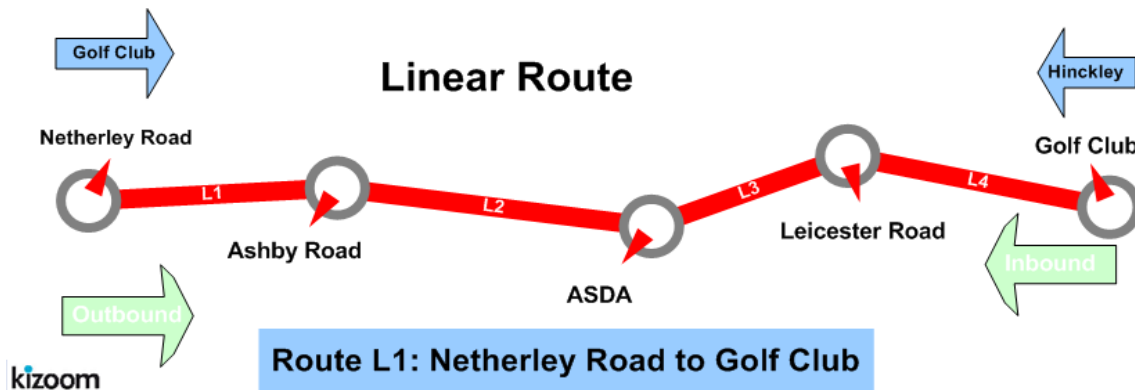 Golf Club
Linear Route
Hinckley
Netherley Road
Golf Club
L1
L2
L3
L4
Ashby Road
ASDA
Leicester Road
Outbound
Inbound
Route L1: Netherley Road to Golf Club
kizoom